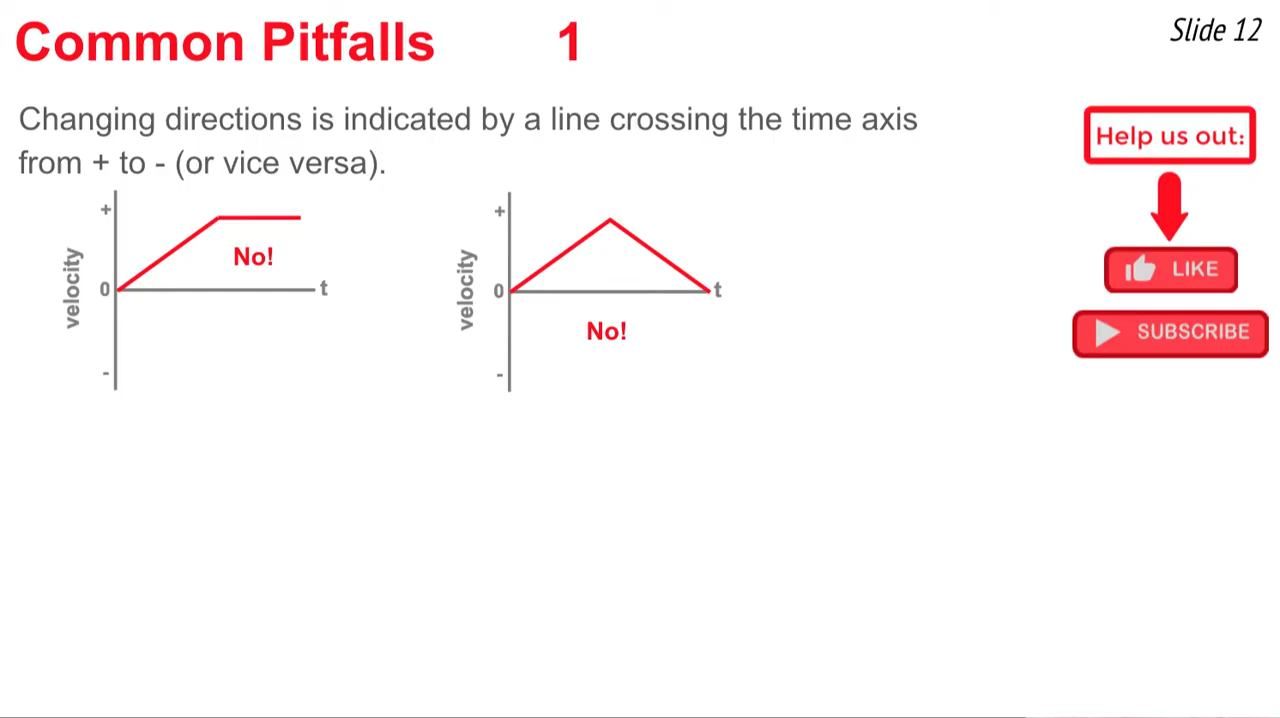 Common Pitfalls 1
Slide 12
Changing directions is indicated by a line crossing the time axis
from + to - (or vice versa).
Help us out:
LIKE
SUBSCRIBE
+
velocity
0
No!
t
-
+
velocity
0
t
No!
-